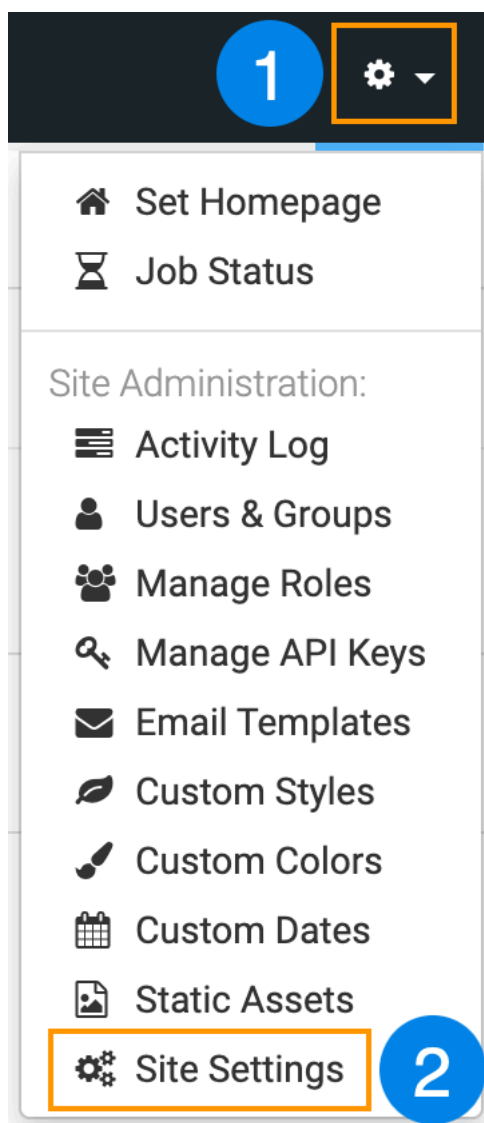 1
Set Homepage
Job Status
Site Administration:
Activity Log
Users & Groups
Manage Roles
Manage API Keys
Email Templates
Custom Styles
Custom Colors
Custom Dates
Static Assets
Site Settings 2